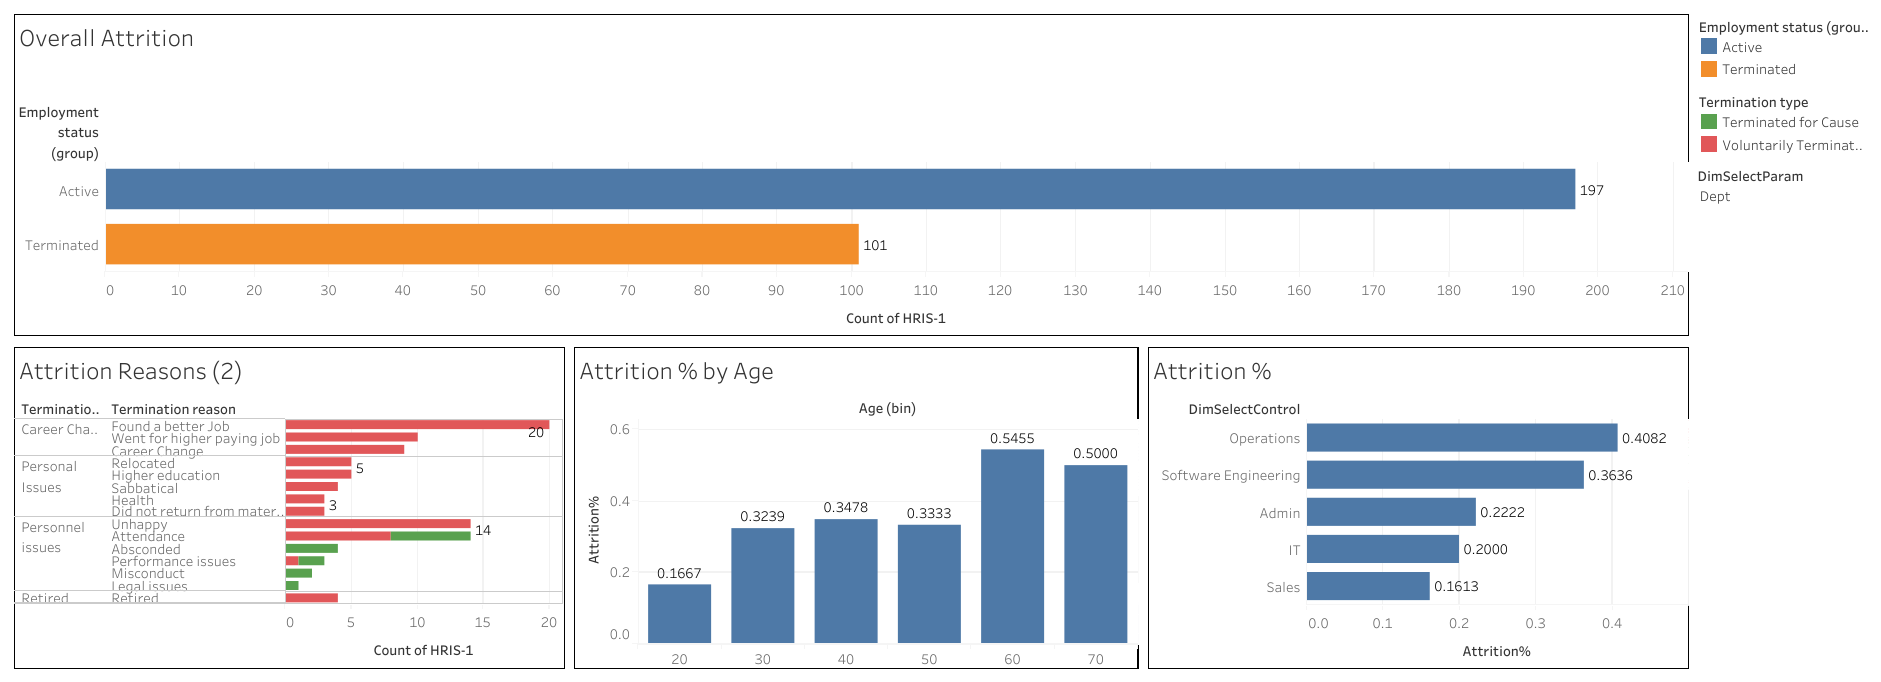 Overall Attrition
Employment
status
(group)
Active
197
Terminated
101
0 10 20 30 40 50 60 70 80 90 100 110 120 130 140 150 160 170 180 190 200 210
Count of HRIS-1
Employment status (grou..
Active
Terminated
Termination type
Terminated for Cause
Voluntarily Terminat..
DimSelectParam
Dept
Attrition Reasons (2)
Terminatio.. Termination reason
Career Cha.. Found a better Job
20
Went for higher paying job
Career Change
Personal
Issues
Relocated
5
Higher education
Sabbatical
Health
3
Did not return from mater..
Personnel
issues
Unhappy
14
Attendance
Absconded
Performance issues
Misconduct
Legal issues
Retired Retired
0 5 10 15 20
Count of HRIS-1
Attrition % by Age
Age (bin)
Attrition%
0.6
0.4
0.2
0.0
0.1667
0.3239
0.3478
0.3333
0.5455
0.5000
20 30 40 50 60 70
Attrition %
DimSelectControl
Operations 0.4082
Software Engineering 0.3636
Admin 0.2222
IT 0.2000
Sales 0.1613
0.0 0.1 0.2 0.3 0.4
Attrition%